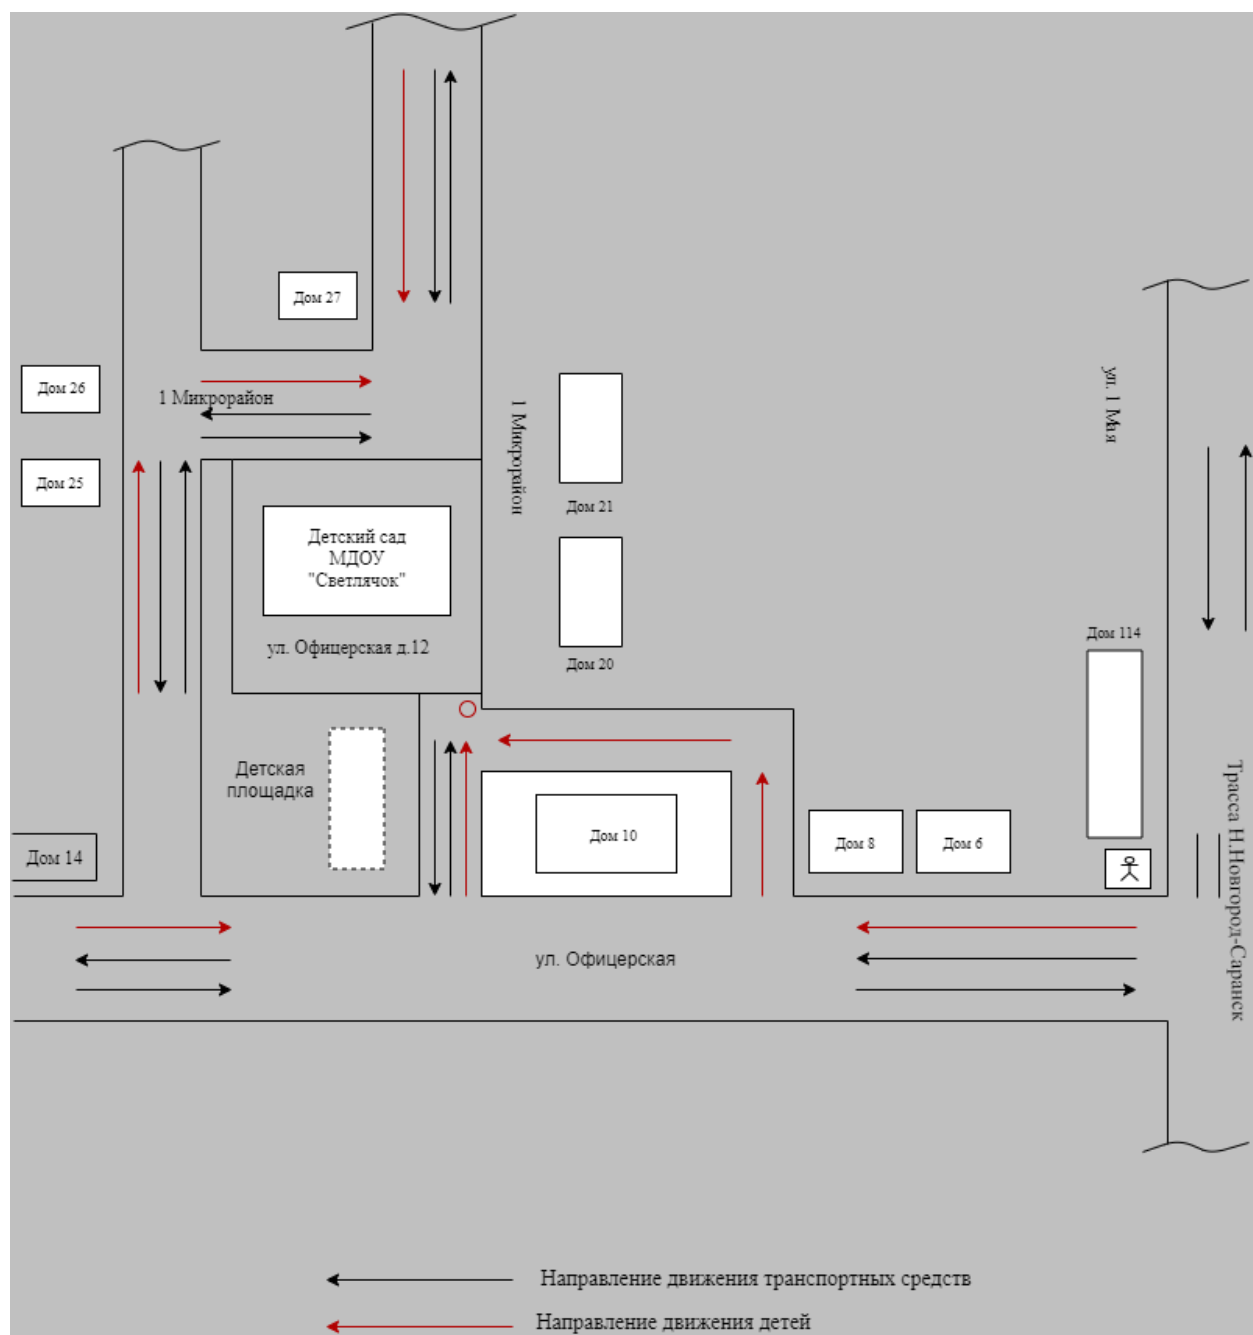 Дом 27
Дом 26
1 Микрорайон
ул. 1 Мая
1 Микрорайон
Дом 25
Дом 21
Детский сад
МДОУ
"Светлячок"
ул. Офицерская д.12
Дом 20
Дом 114
Детская
площадка
Трасса Н.Новгород-Саранск
Дом 10
Дом 8
Дом 6
Дом 14
ул. Офицерская
Направление движения транспортных средств
Направление движения детей